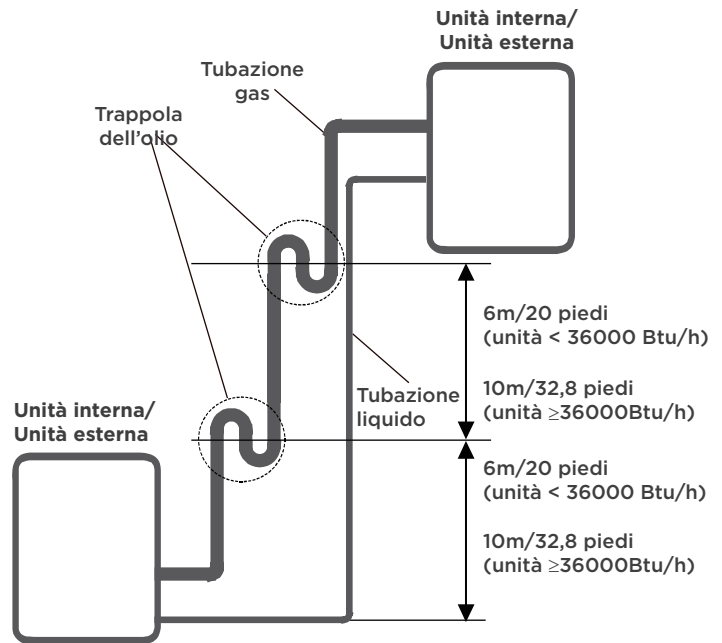 Unità interna/
Unità esterna
Tubazione
gas
Trappola
dell'olio
6m/20 piedi
(unità < 36000 Btu/h)
10m/32,8 piedi
(unità ≥36000Btu/h)
Tubazione
liquido
Unità interna/
Unità esterna
6m/20 piedi
(unità < 36000 Btu/h)
10m/32,8 piedi
(unità ≥36000Btu/h)